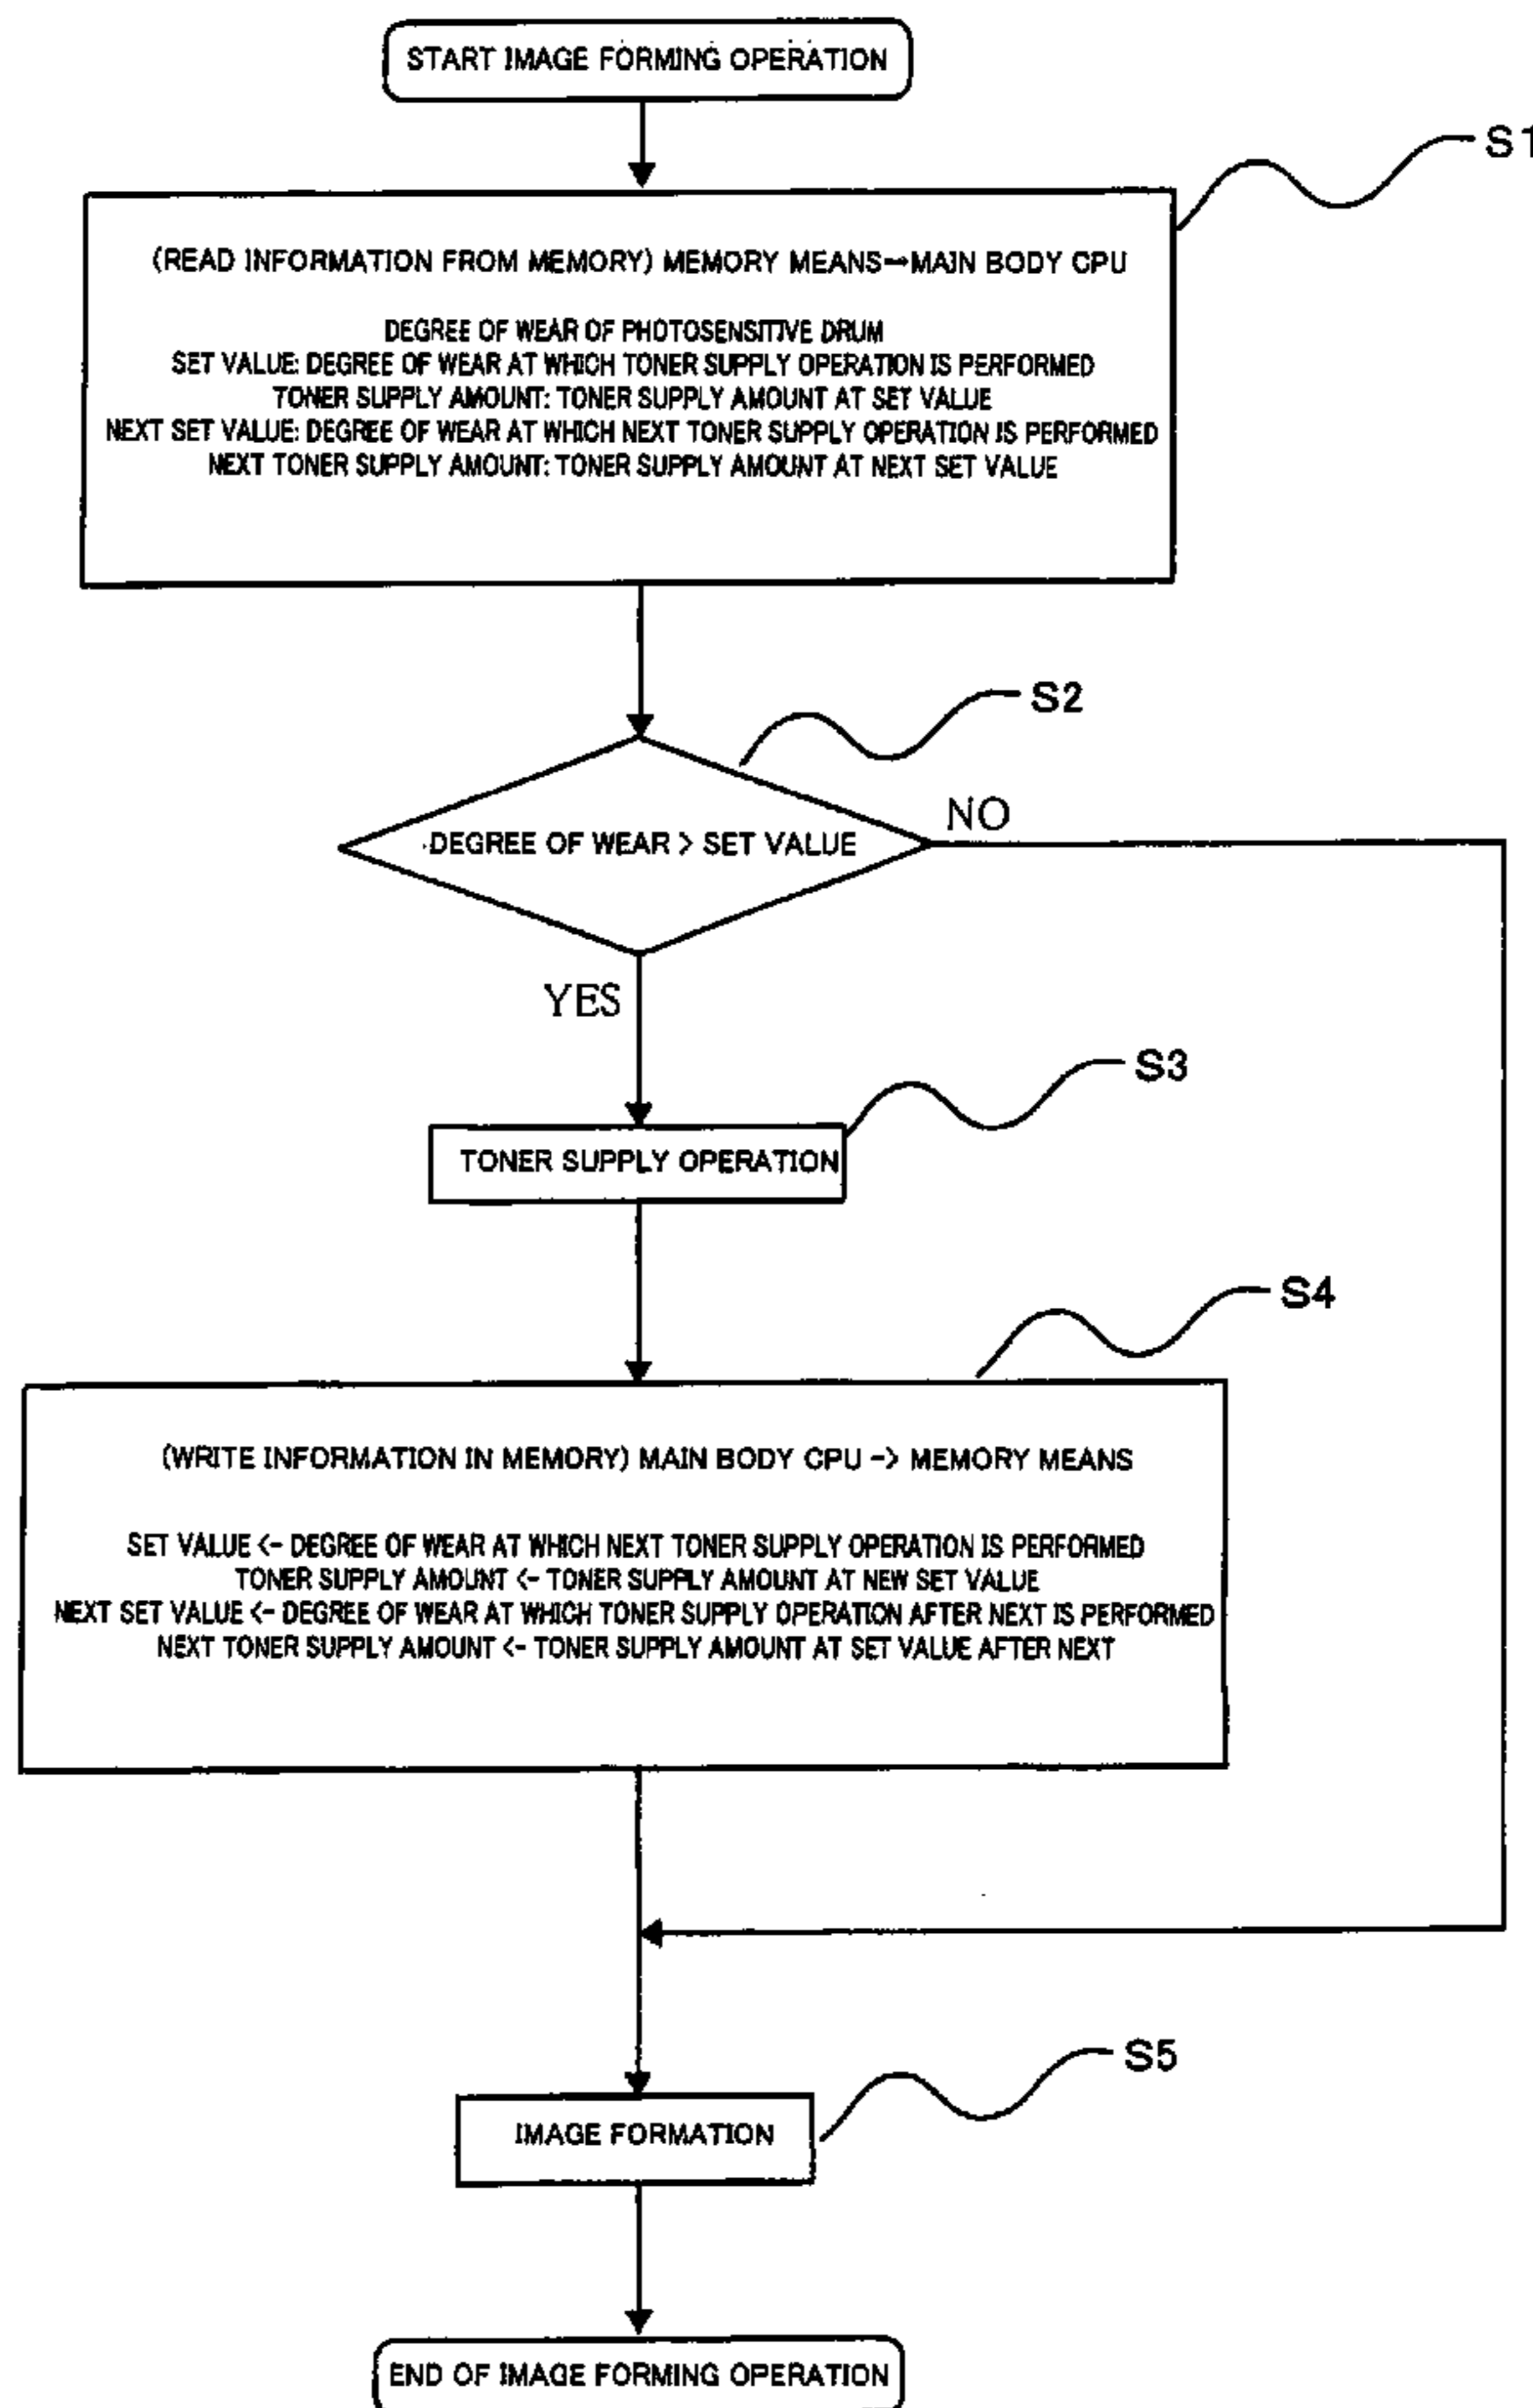 START IMAGE FORMING OPERATION
S1
(READ INFORMATION FROM MEMORY) MEMORY MEANS→MAIN BODY CPU
DEGREE OF WEAR OF PHOTOSENSITIVE DRUM
SET VALUE: DEGREE OF WEAR AT WHICH TONER SUPPLY OPERATION IS PERFORMED
TONER SUPPLY AMOUNT: TONER SUPPLY AMOUNT AT SET VALUE
NEXT SET VALUE: DEGREE OF WEAR AT WHICH NEXT TONER SUPPLY OPERATION IS PERFORMED
NEXT TONER SUPPLY AMOUNT: TONER SUPPLY AMOUNT AT NEXT SET VALUE
S2
DEGREE OF WEAR > SET VALUE
NO
YES
S3
TONER SUPPLY OPERATION
S4
(WRITE INFORMATION IN MEMORY) MAIN BODY CPU -> MEMORY MEANS
SET VALUE <- DEGREE OF WEAR AT WHICH NEXT TONER SUPPLY OPERATION IS PERFORMED
TONER SUPPLY AMOUNT <- TONER SUPPLY AMOUNT AT NEW SET VALUE
NEXT SET VALUE <- DEGREE OF WEAR AT WHICH TONER SUPPLY OPERATION AFTER NEXT IS PERFORMED
NEXT TONER SUPPLY AMOUNT <- TONER SUPPLY AMOUNT AT SET VALUE AFTER NEXT
S5
IMAGE FORMATION
END OF IMAGE FORMING OPERATION